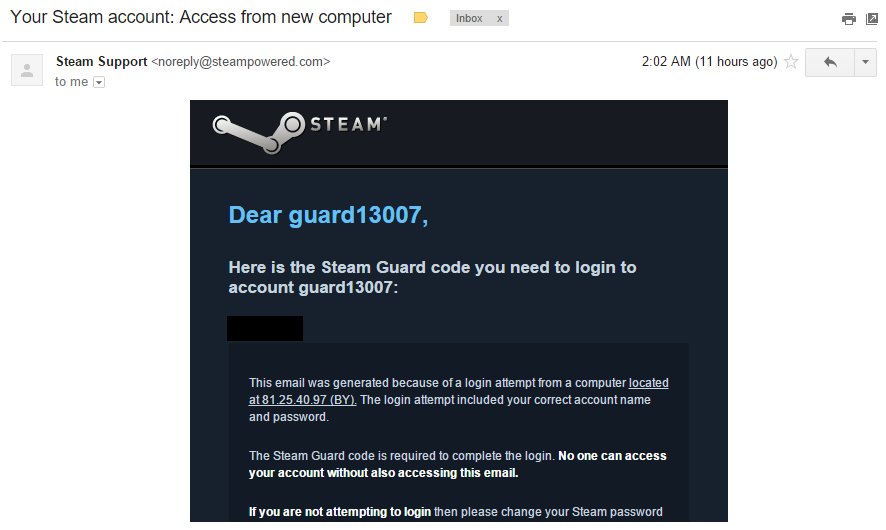 Your Steam account: Access from new computer
Inbox x
Steam Support <noreply@steampowered.com>
2:02 AM (11 hours ago)
to me
STEAM®
Dear guard13007,
Here is the Steam Guard code you need to login to
account guard13007:
This email was generated because of a login attempt from a computer located
at 81.25.40.97 (BY). The login attempt included your correct account name
and password.
The Steam Guard code is required to complete the login. No one can access
your account without also accessing this email.
If you are not attempting to login then please change your Steam password